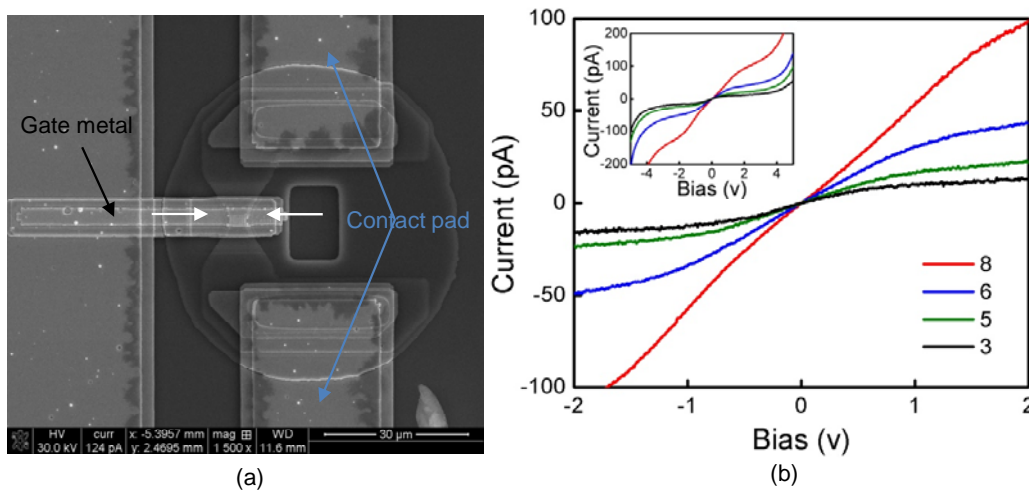 Gate metal
Contact pad
HV
curr
x: -5.3957 mm
mag
WD
30 µm
30.0 kV
124 pA
y: 2.4695 mm
1 500 x
11.6 mm
(a)
b)
100
50
0
-50
-100
Current (pA)
-2
-1
0
1
2
Bias (v)
200
100
0
-100
-200
Current (pA)
-4
-2
0
2
4
Bias (v)
8
6
5
3
(b)